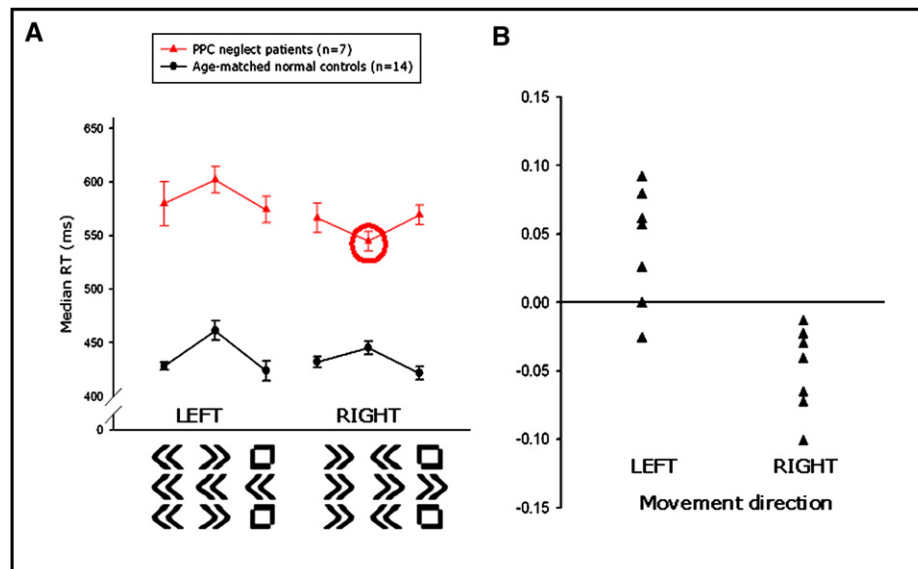 A
PPC neglect patients (n=7)
Age-matched normal controls (n=14)
Median RT (ms)
650
600
550
500
450
400
0
LEFT
RIGHT
B
0.15
0.10
0.05
0.00
-0.05
-0.10
-0.15
LEFT
RIGHT
Movement direction